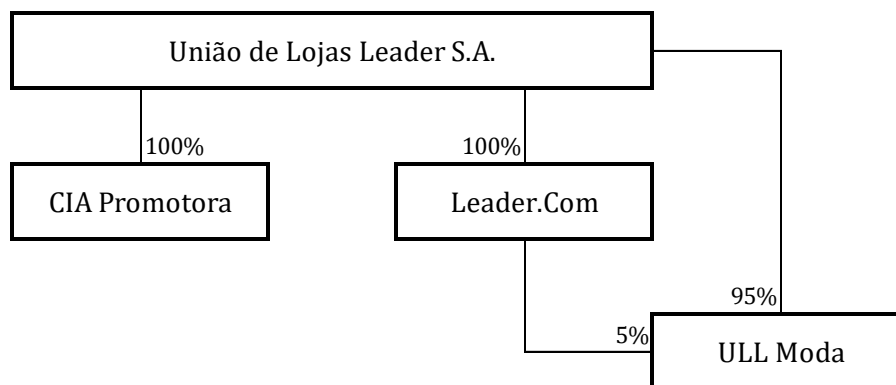 União de Lojas Leader S.A.
100%
100%
CIA Promotora
Leader.Com
95%
5%
ULL Moda